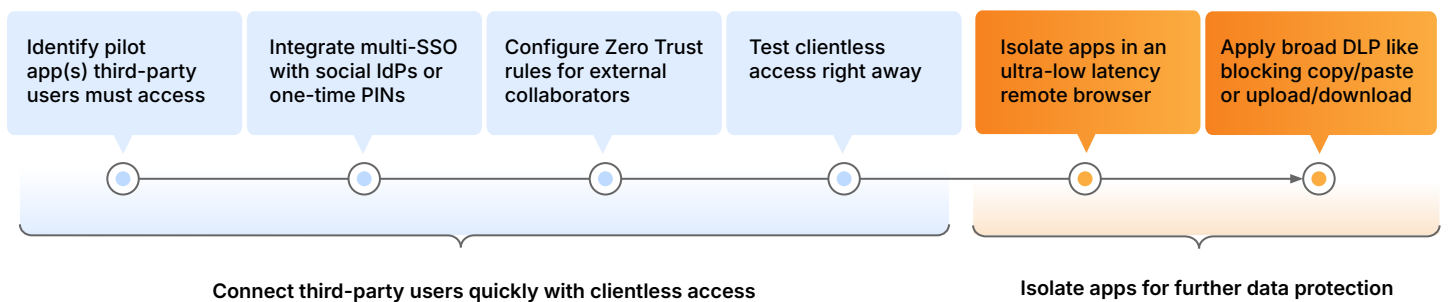 Identify pilot
app(s) third-party
users must access
Integrate multi-SSO
with social IdPs or
one-time PINs
Configure Zero Trust
rules for external
collaborators
Test clientless
access right away
Isolate apps in an
ultra-low latency
remote browser
Apply broad DLP like
blocking copy/paste
or upload/download
Connect third-party users quickly with clientless access
Isolate apps for further data protection